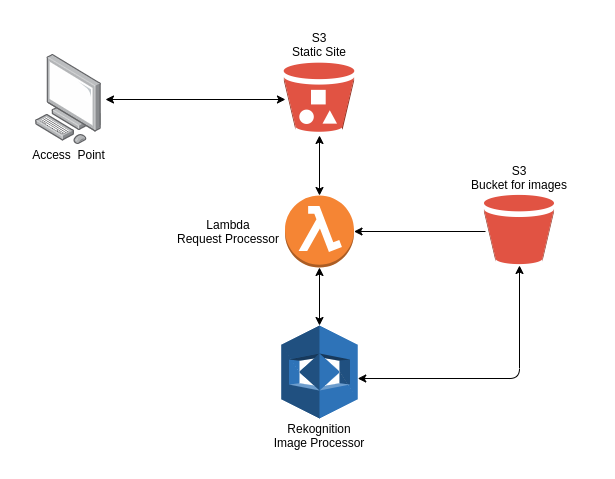 S3
Static Site
Access  Point
S3
Bucket for images
Lambda
Request Processor
Rekognition
Image Processor